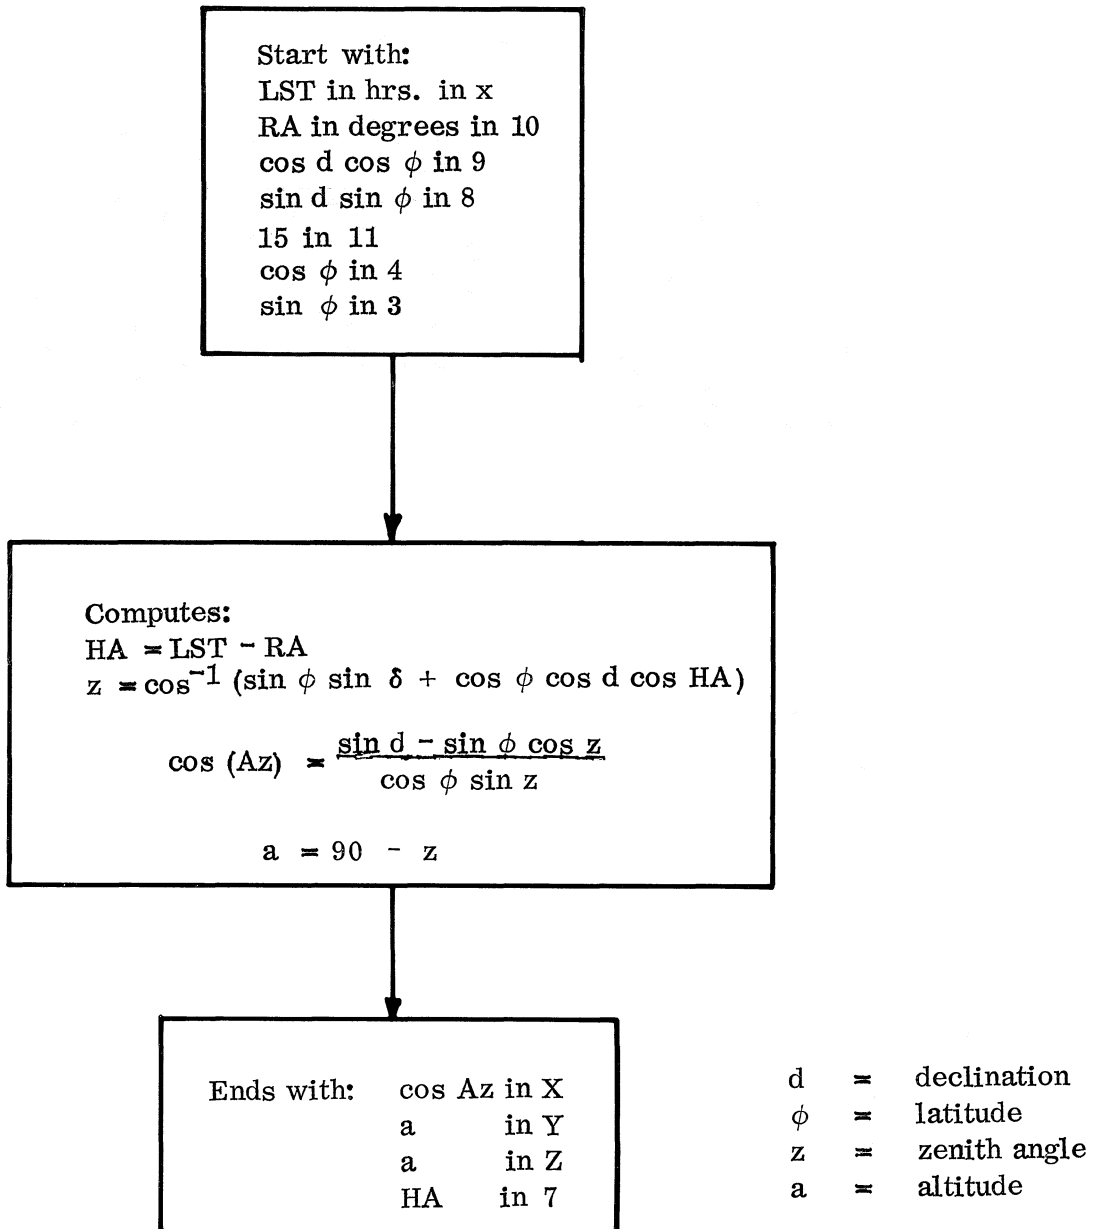 Start with:
LST in hrs. in x
RA in degrees in 10
cos d cos ϕ in 9
sin d sin ϕ in 8
15 in 11
cos ϕ in 4
sin ϕ in 3
Computes:
HA = LST - RA
z = cos⁻¹ (sin ϕ sin δ + cos ϕ cos d cos HA)
cos (Az) = sin d - sin ϕ cos z
cos ϕ sin z
a = 90 - z
Ends with: cos Az in X
a in Y
a in Z
HA in 7
d = declination
ϕ = latitude
z = zenith angle
a = altitude